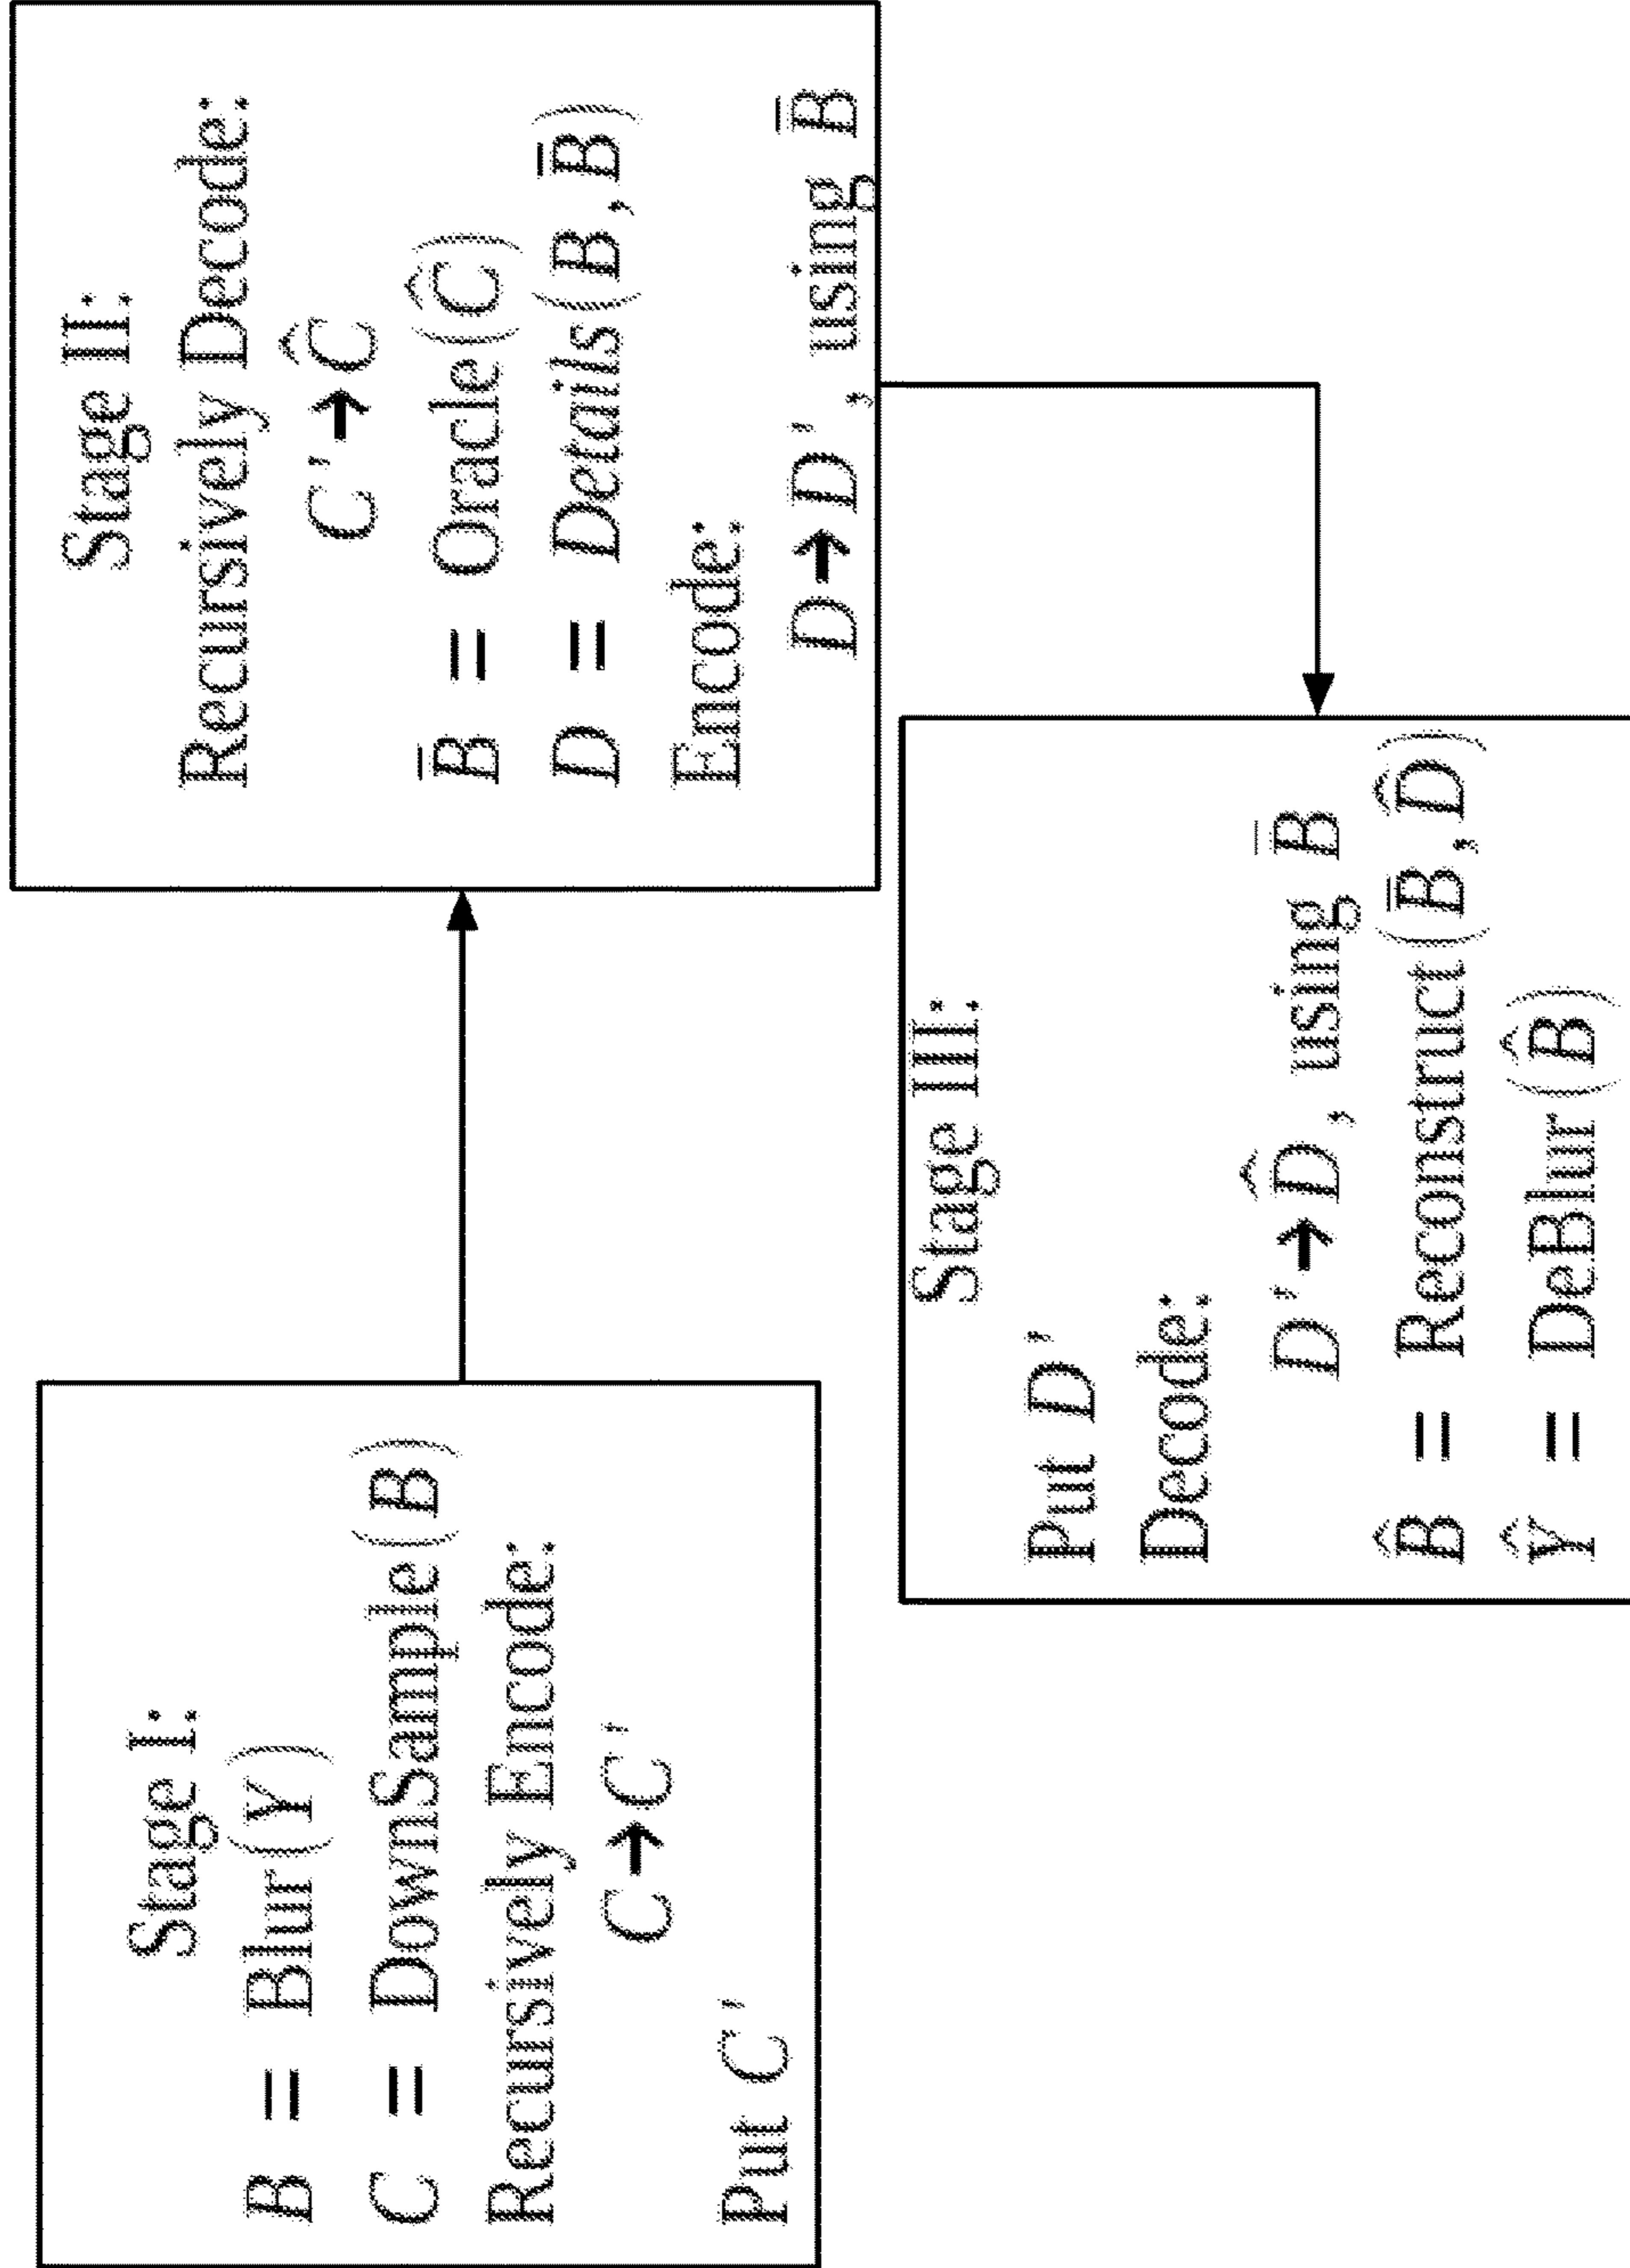 Stage I:
B = Blur(Y)
C = DownSample(B)
Recursively Encode:
C→C'
Put C'
Stage II:
Recursively Decode:
C'→Ĉ
B̄ = Oracle(Ĉ)
D = Details(B,B̄)
Encode:
D→D', using B̄
Stage III:
Put D'
Decode:
D'→D̂, using B̄
B̂ = Reconstruct(B̄,D̂)
Ŷ = DeBlur(B̂)